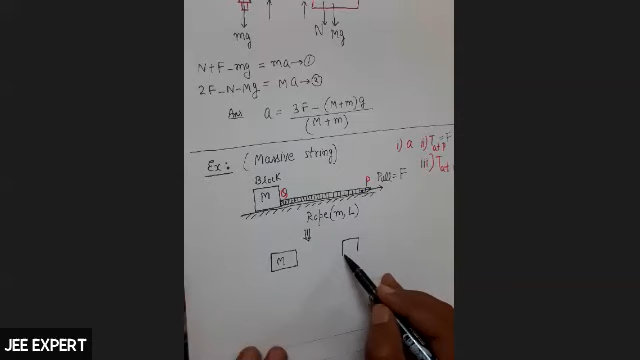 mg
N Mg
N+F-mg = ma → ①
2F-N-Mg = Ma → ②
Ans a = 3F-(M+m)g / (M+m)
Ex: (Massive string)
i) a ii) T at P = F
iii) T at
Block
M Q P Pull = F
Rope (m, L)
M
JEE EXPERT